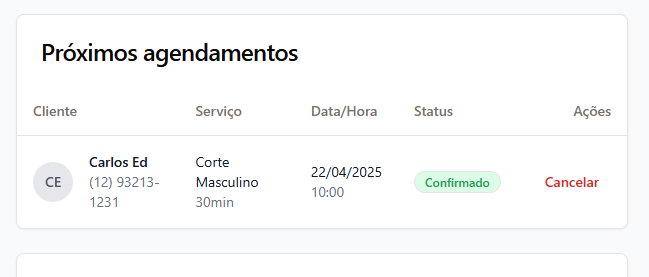 Próximos agendamentos
Cliente Serviço Data/Hora Status Ações
CE
Carlos Ed
(12) 93213-
1231
Corte
Masculino
30min
22/04/2025
10:00
Confirmado
Cancelar